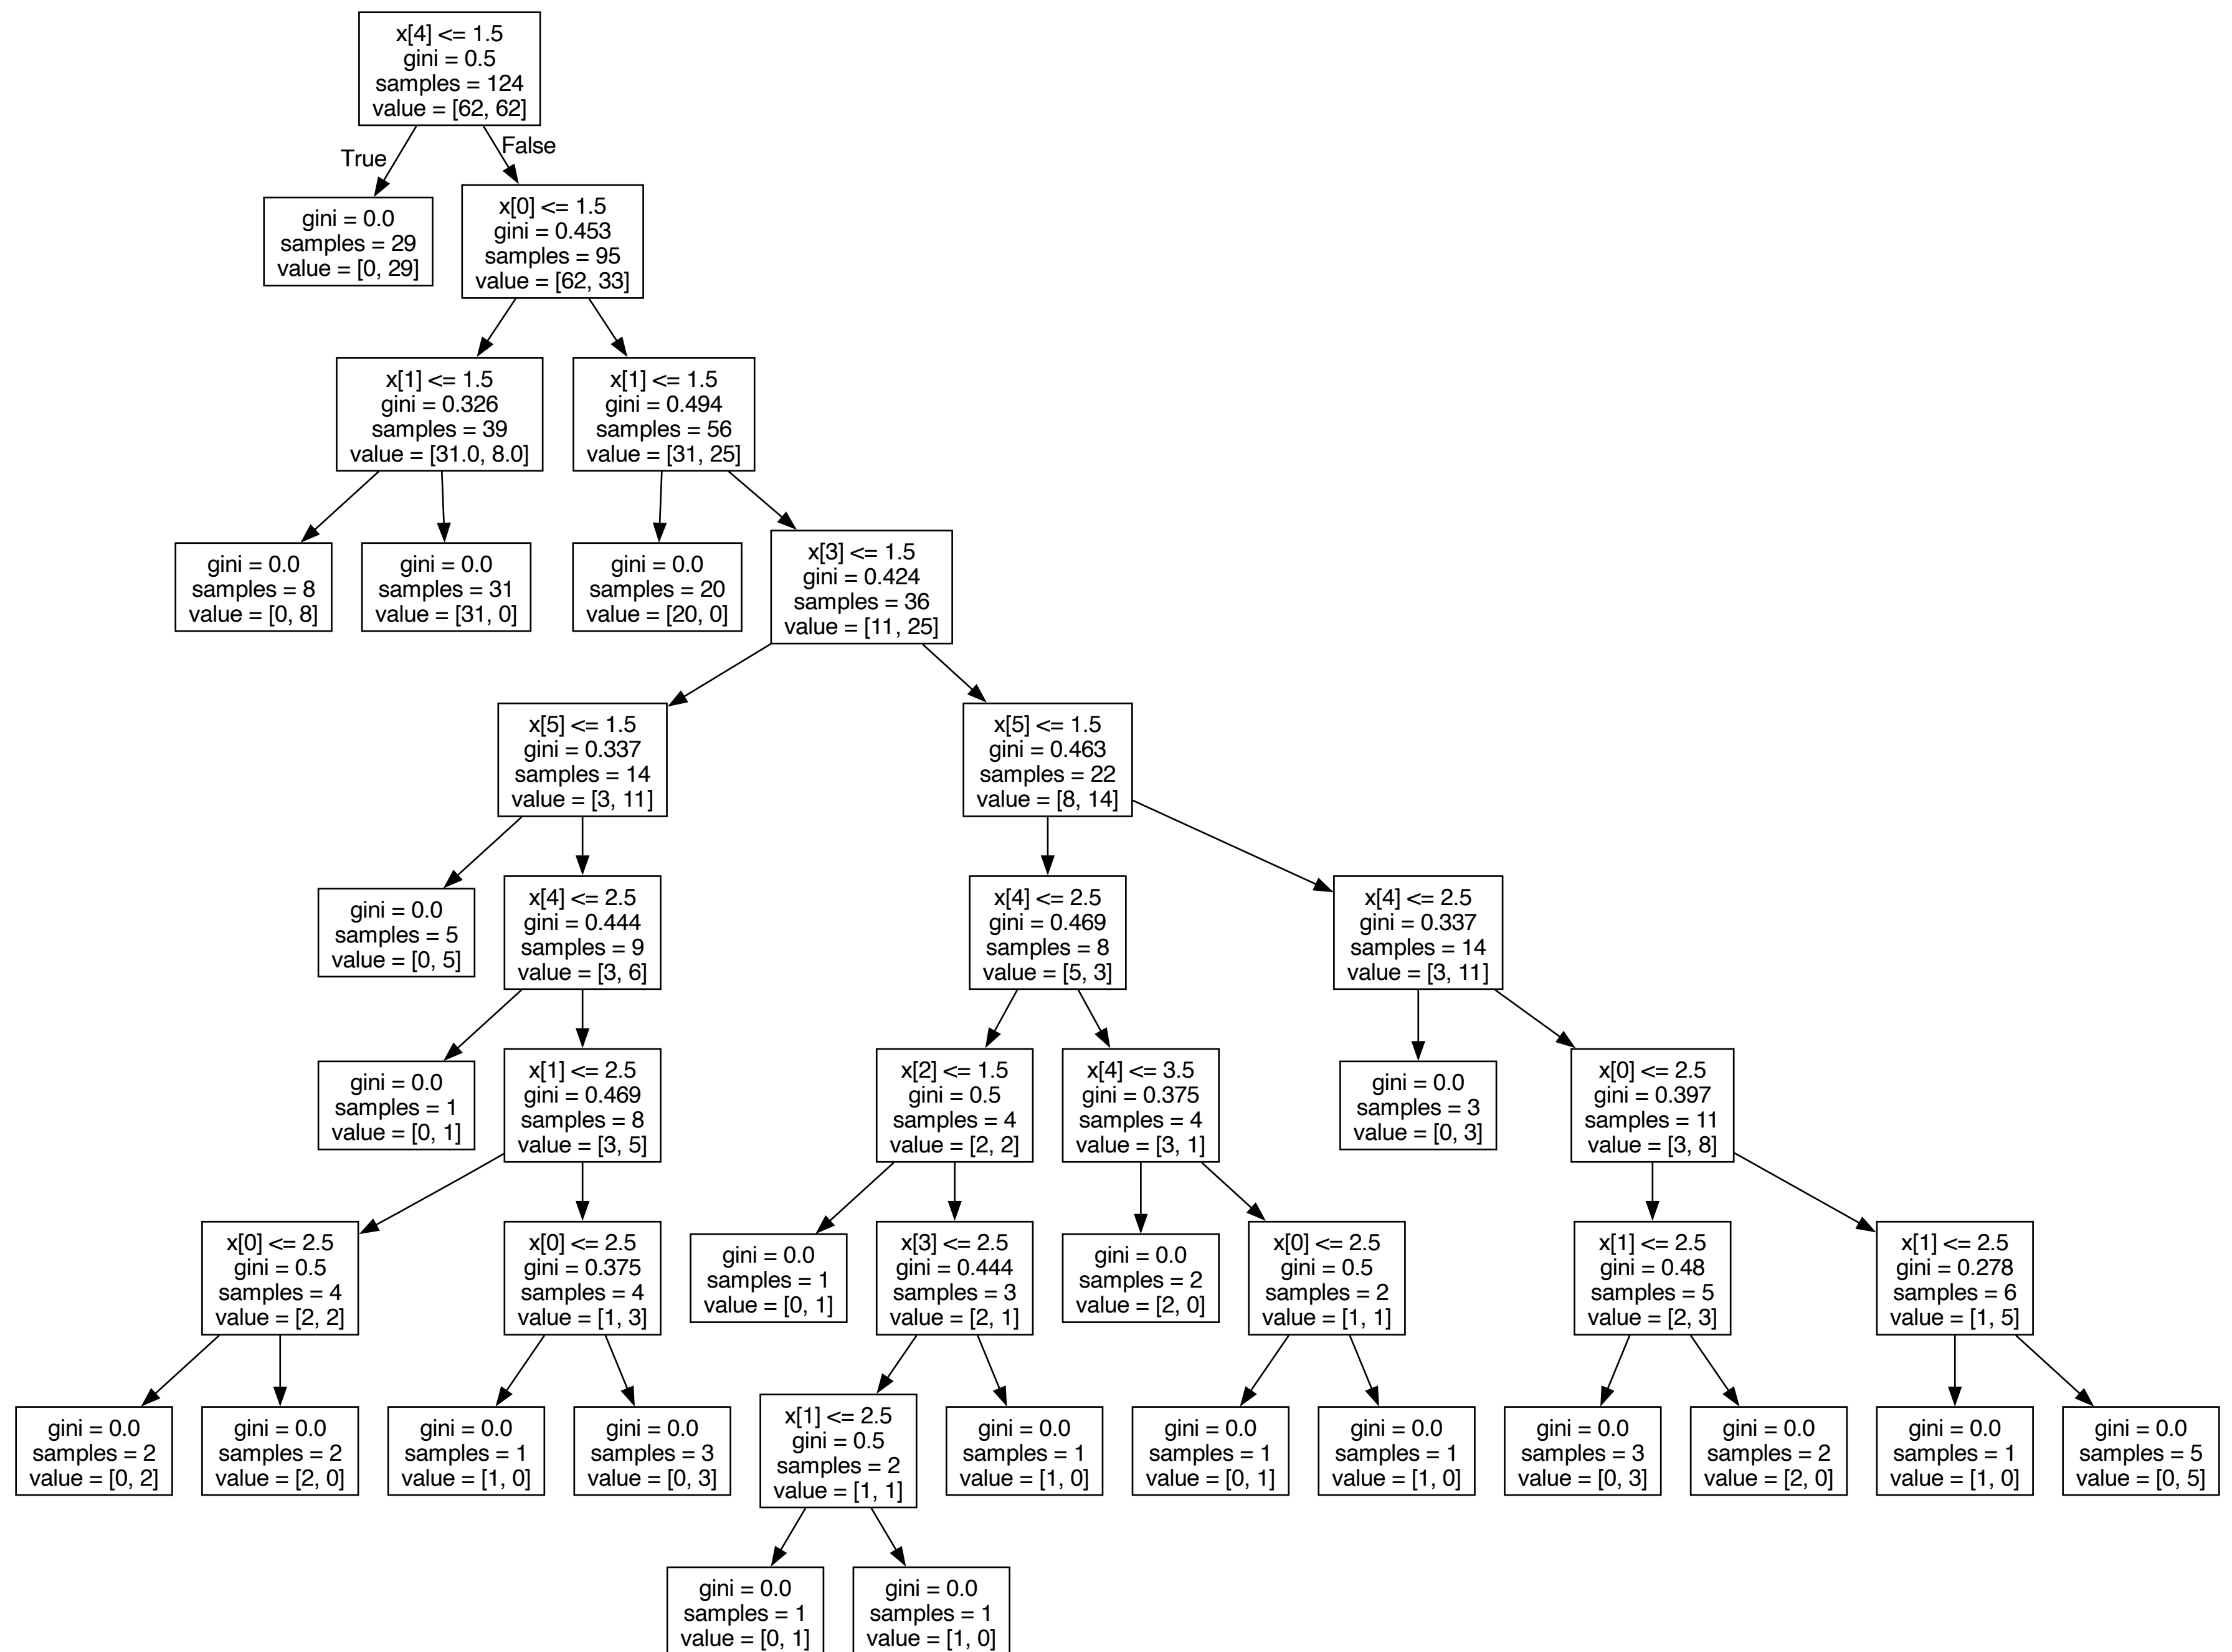 x[4] <= 1.5
gini = 0.5
samples = 124
value = [62, 62]
True
False
gini = 0.0
samples = 29
value = [0, 29]
x[0] <= 1.5
gini = 0.453
samples = 95
value = [62, 33]
x[1] <= 1.5
gini = 0.326
samples = 39
value = [31.0, 8.0]
x[1] <= 1.5
gini = 0.494
samples = 56
value = [31, 25]
gini = 0.0
samples = 8
value = [0, 8]
gini = 0.0
samples = 31
value = [31, 0]
gini = 0.0
samples = 20
value = [20, 0]
x[3] <= 1.5
gini = 0.424
samples = 36
value = [11, 25]
x[5] <= 1.5
gini = 0.337
samples = 14
value = [3, 11]
x[5] <= 1.5
gini = 0.463
samples = 22
value = [8, 14]
gini = 0.0
samples = 5
value = [0, 5]
x[4] <= 2.5
gini = 0.444
samples = 9
value = [3, 6]
x[4] <= 2.5
gini = 0.469
samples = 8
value = [5, 3]
x[4] <= 2.5
gini = 0.337
samples = 14
value = [3, 11]
gini = 0.0
samples = 1
value = [0, 1]
x[1] <= 2.5
gini = 0.469
samples = 8
value = [3, 5]
x[2] <= 1.5
gini = 0.5
samples = 4
value = [2, 2]
x[4] <= 3.5
gini = 0.375
samples = 4
value = [3, 1]
gini = 0.0
samples = 3
value = [0, 3]
x[0] <= 2.5
gini = 0.397
samples = 11
value = [3, 8]
x[0] <= 2.5
gini = 0.5
samples = 4
value = [2, 2]
x[0] <= 2.5
gini = 0.375
samples = 4
value = [1, 3]
gini = 0.0
samples = 1
value = [0, 1]
x[3] <= 2.5
gini = 0.444
samples = 3
value = [2, 1]
gini = 0.0
samples = 2
value = [2, 0]
x[0] <= 2.5
gini = 0.5
samples = 2
value = [1, 1]
x[1] <= 2.5
gini = 0.48
samples = 5
value = [2, 3]
x[1] <= 2.5
gini = 0.278
samples = 6
value = [1, 5]
gini = 0.0
samples = 2
value = [0, 2]
gini = 0.0
samples = 2
value = [2, 0]
gini = 0.0
samples = 1
value = [1, 0]
gini = 0.0
samples = 3
value = [0, 3]
x[1] <= 2.5
gini = 0.5
samples = 2
value = [1, 1]
gini = 0.0
samples = 1
value = [1, 0]
gini = 0.0
samples = 1
value = [0, 1]
gini = 0.0
samples = 1
value = [1, 0]
gini = 0.0
samples = 3
value = [0, 3]
gini = 0.0
samples = 2
value = [2, 0]
gini = 0.0
samples = 1
value = [1, 0]
gini = 0.0
samples = 5
value = [0, 5]
gini = 0.0
samples = 1
value = [0, 1]
gini = 0.0
samples = 1
value = [1, 0]